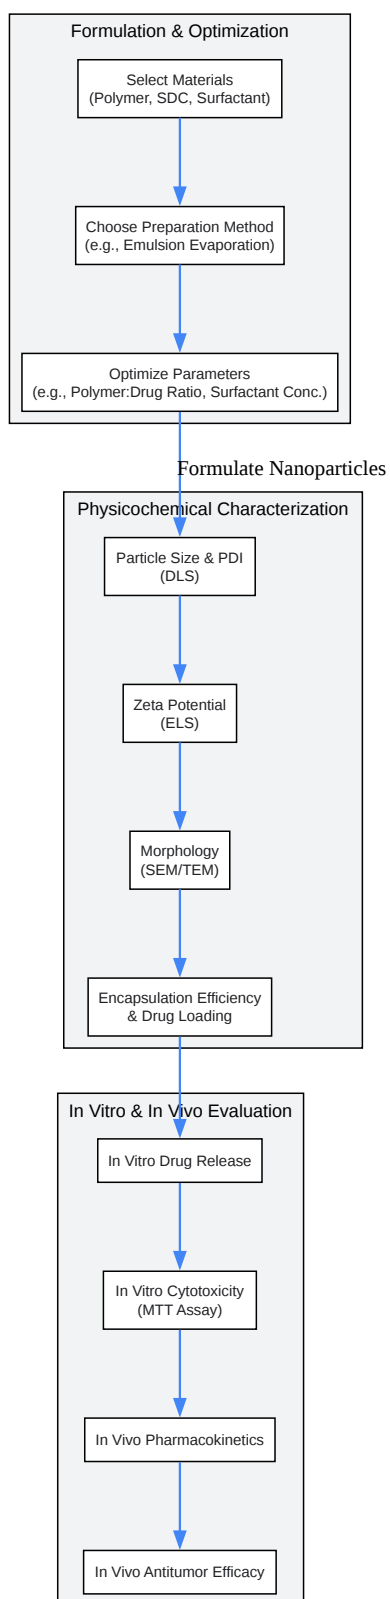 Formulation & Optimization
Select Materials
(Polymer, SDC, Surfactant)
Choose Preparation Method
(e.g., Emulsion Evaporation)
Optimize Parameters
(e.g., Polymer:Drug Ratio, Surfactant Conc.)
Formulate Nanoparticles
Physicochemical Characterization
Particle Size & PDI
(DLS)
Zeta Potential
(ELS)
Morphology
(SEM/TEM)
Encapsulation Efficiency
& Drug Loading
In Vitro & In Vivo Evaluation
In Vitro Drug Release
In Vitro Cytotoxicity
(MTT Assay)
In Vivo Pharmacokinetics
In Vivo Antitumor Efficacy